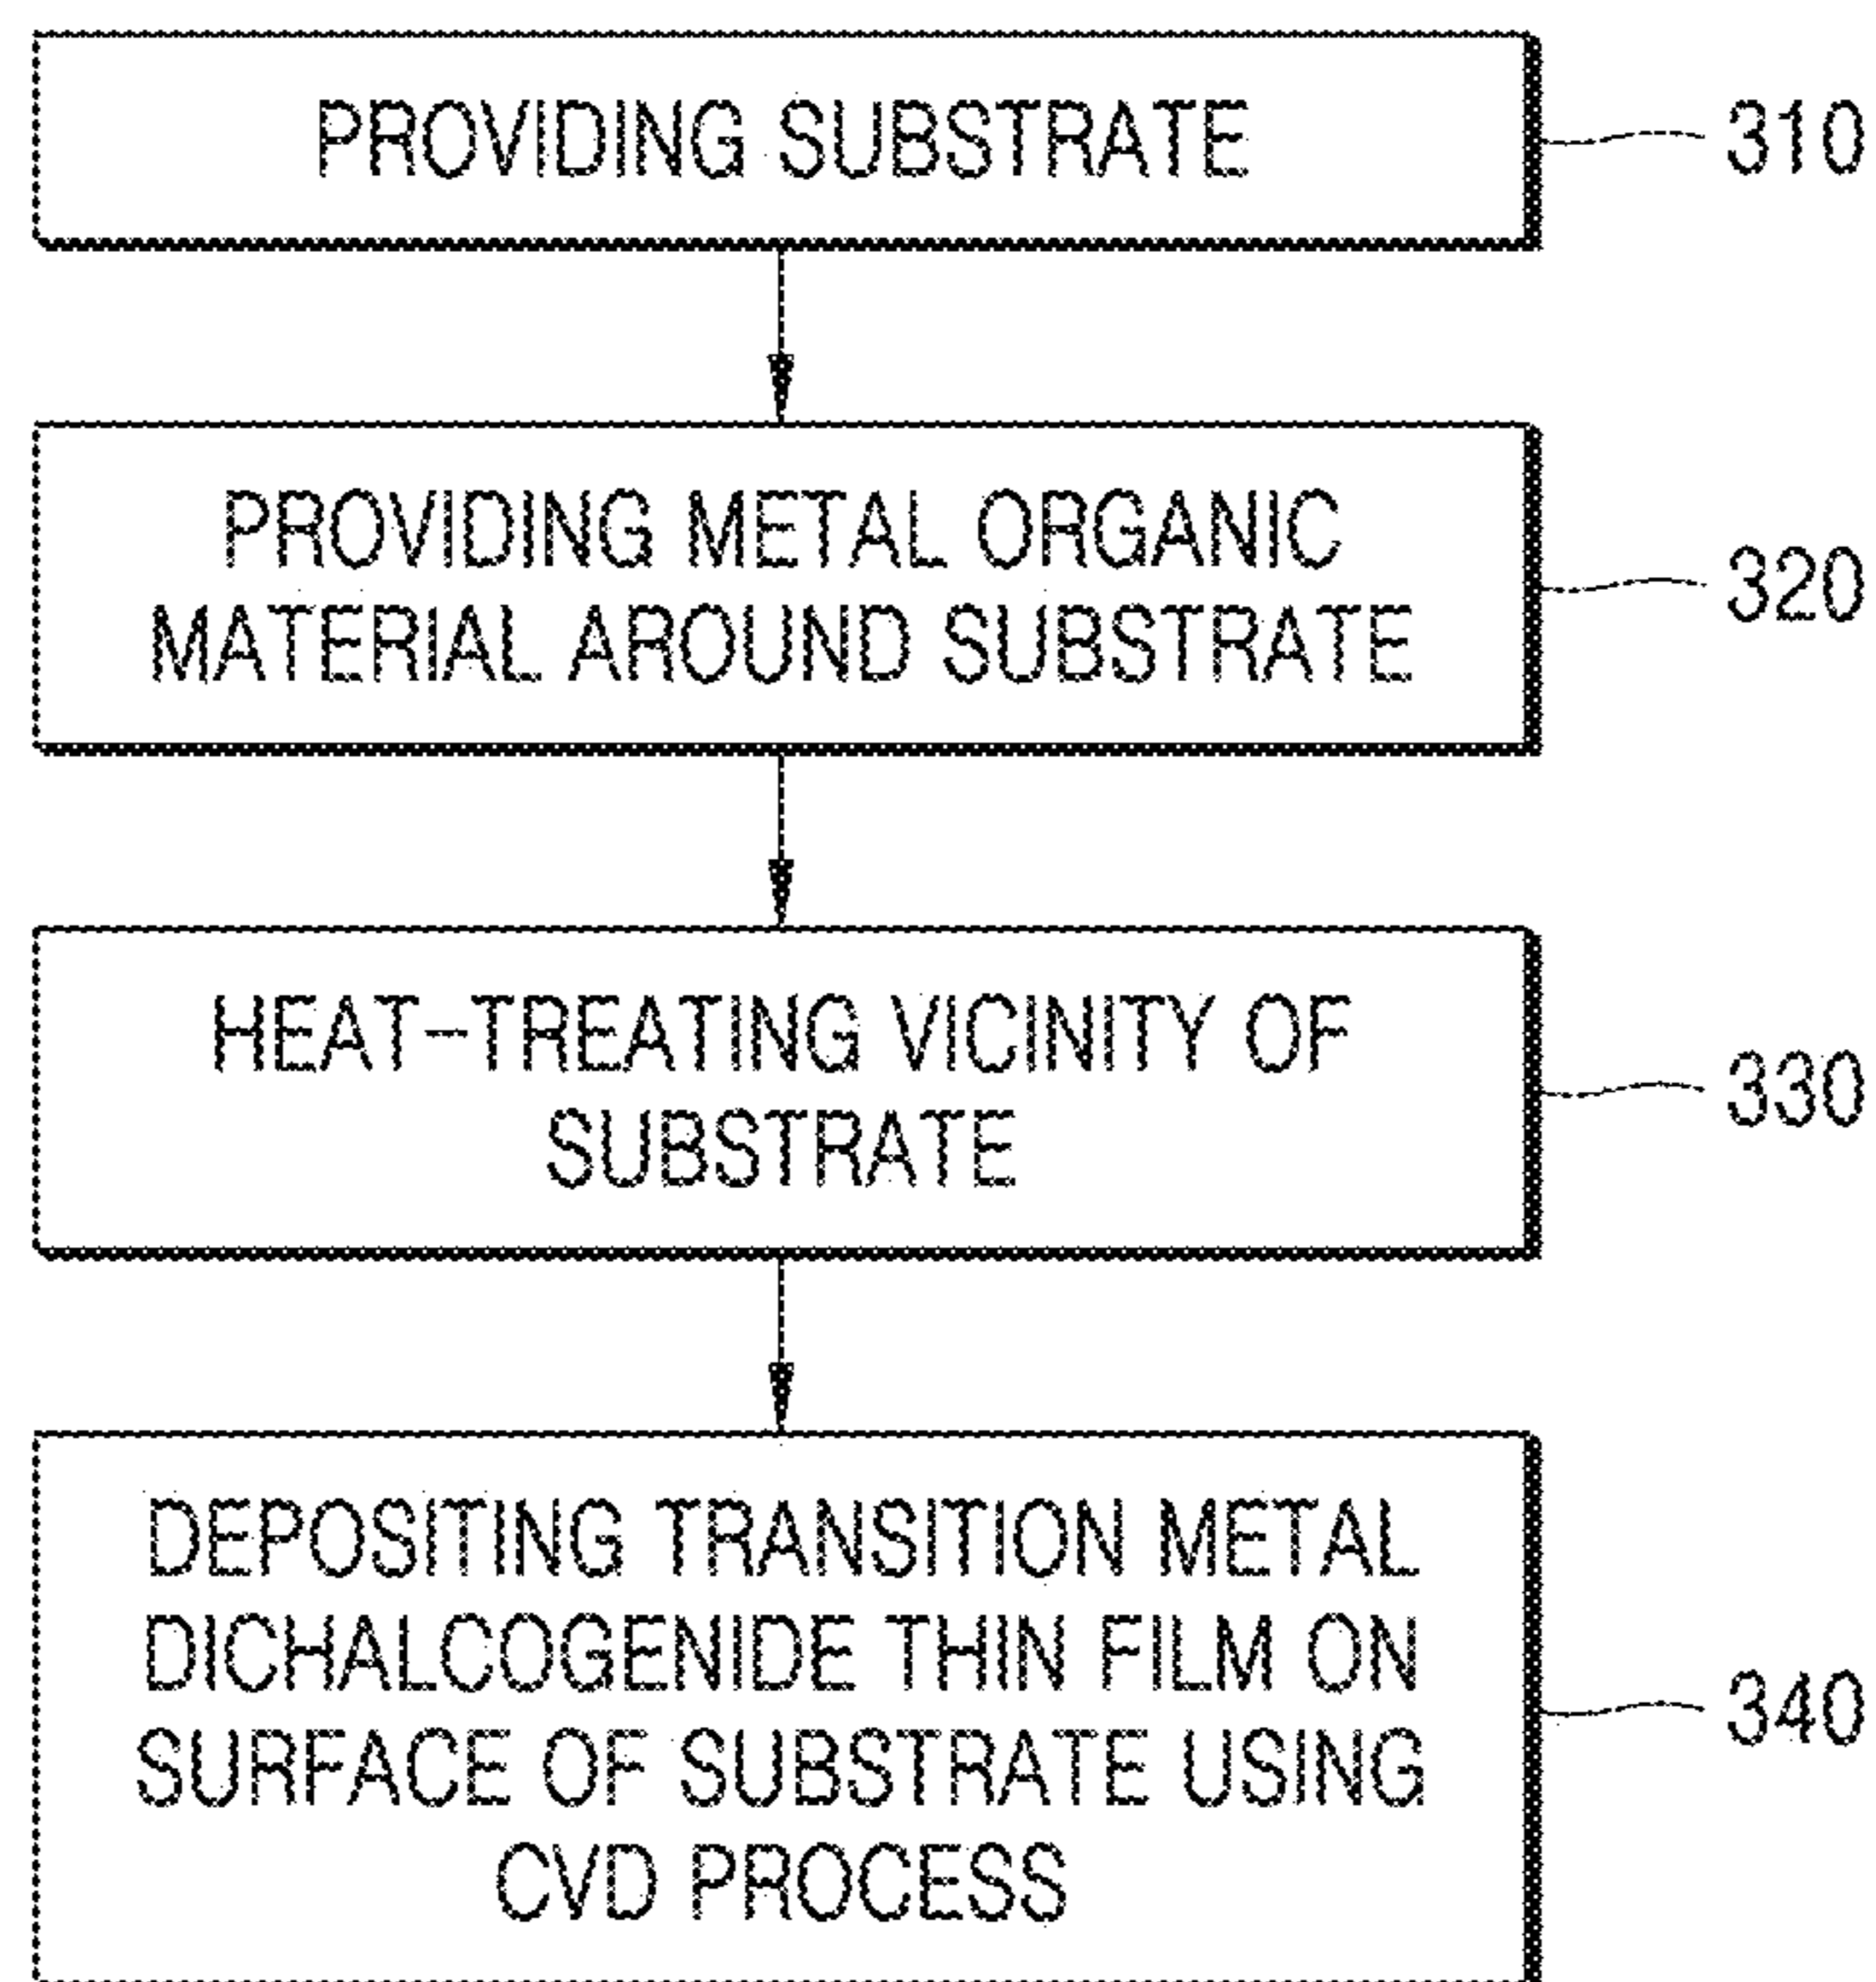 PROVIDING SUBSTRATE
310
PROVIDING METAL ORGANIC
MATERIAL AROUND SUBSTRATE
320
HEAT-TREATING VICINITY OF
SUBSTRATE
330
DEPOSITING TRANSITION METAL
DICHALCOGENIDE THIN FILM ON
SURFACE OF SUBSTRATE USING
CVD PROCESS
340